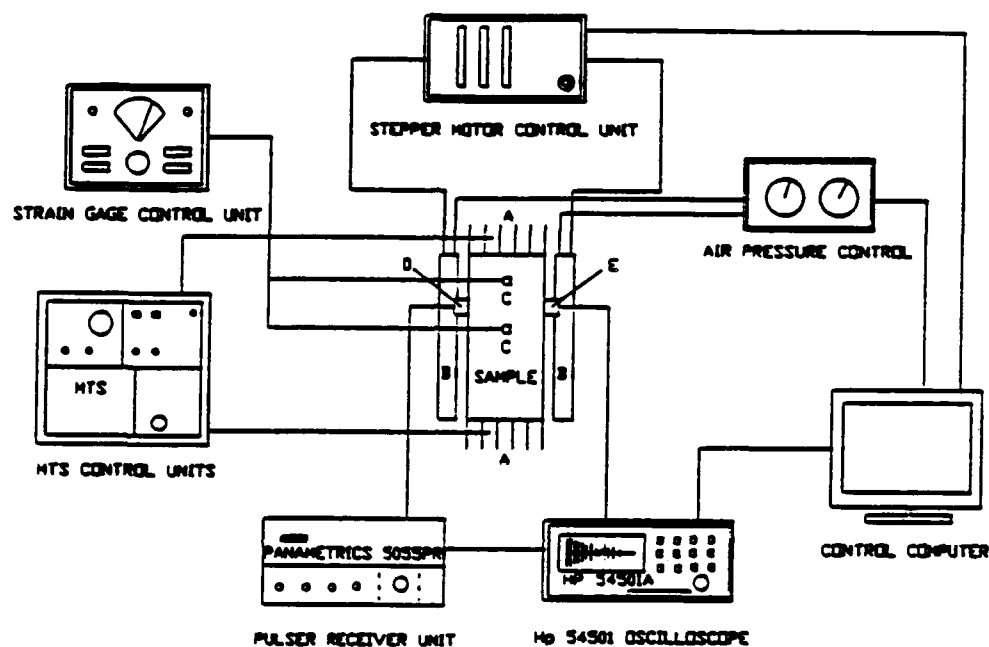 STEPPER MOTOR CONTROL UNIT
STRAIN GAGE CONTROL UNIT
AIR PRESSURE CONTROL
A
D
E
C
C
B
SAMPLE
B
A
MTS
MTS CONTROL UNITS
PANAMETRICS 5055PR
HP 54501A
CONTROL COMPUTER
PULSER RECEIVER UNIT
Hp 54501 OSCILLOSCOPE